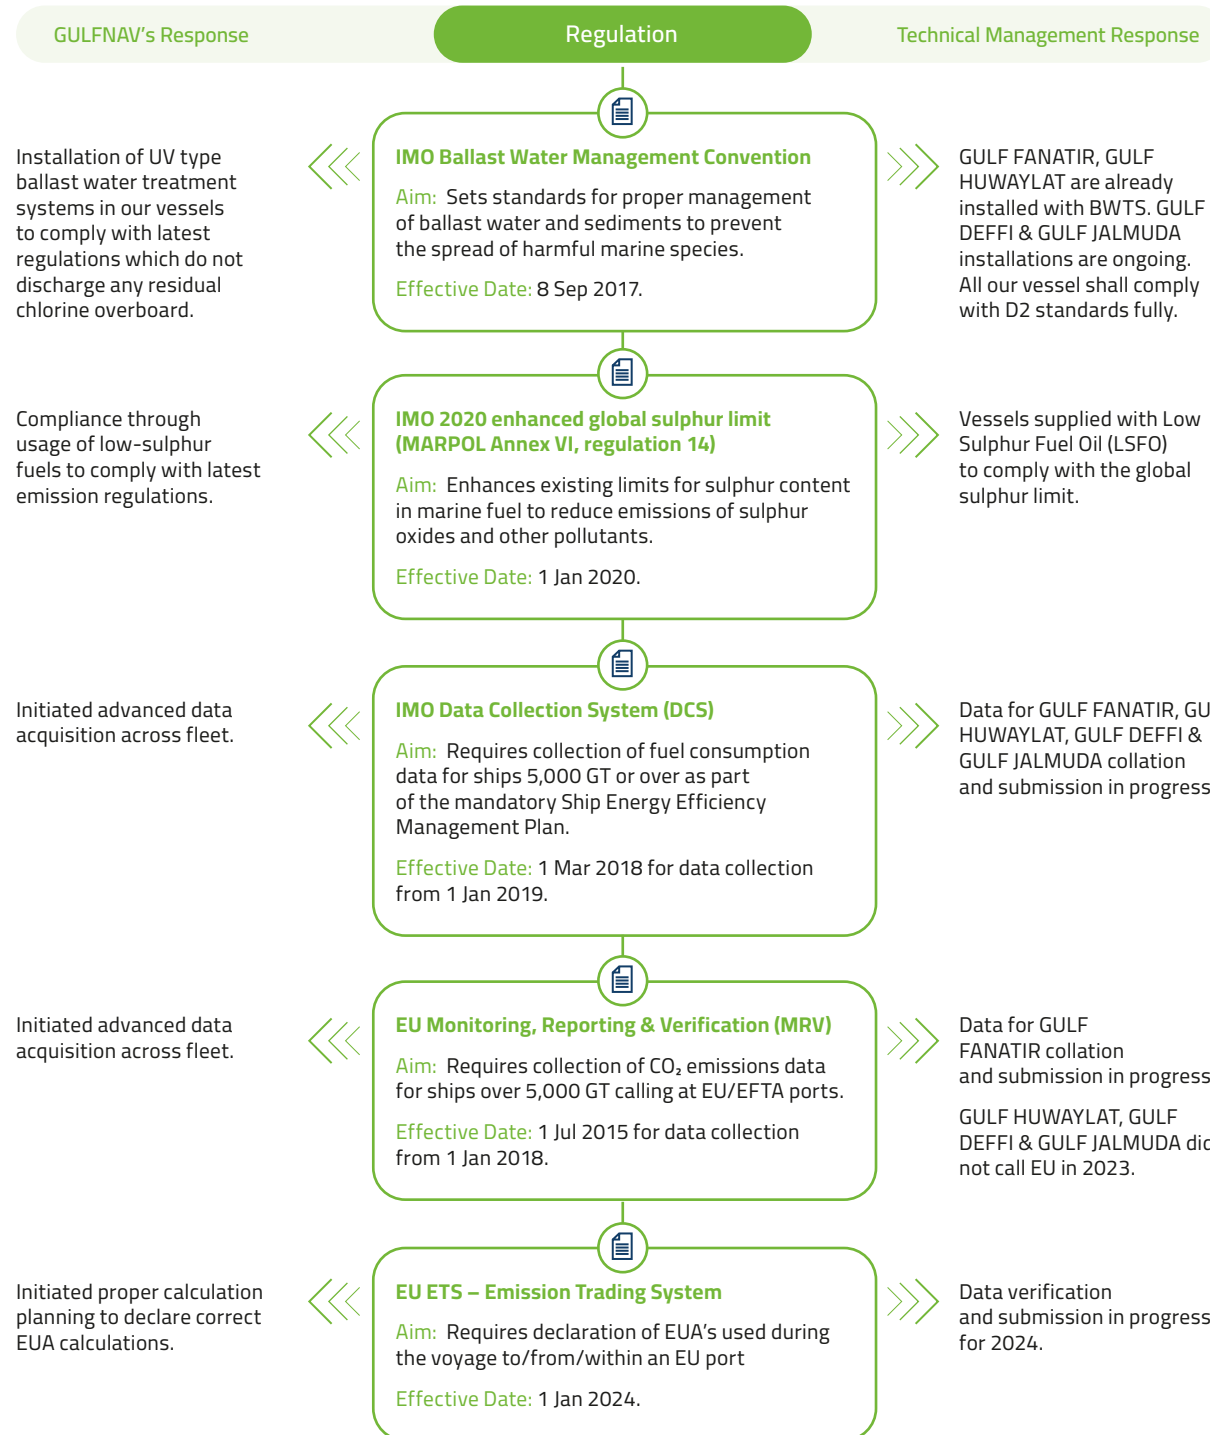 GULFNAV's Response
Regulation
Technical Management Response
Installation of UV type
ballast water treatment
systems in our vessels
to comply with latest
regulations which do not
discharge any residual
chlorine overboard.
IMO Ballast Water Management Convention
Aim: Sets standards for proper management
of ballast water and sediments to prevent
the spread of harmful marine species.
Effective Date: 8 Sep 2017.
GULF FANATIR, GULF
HUWAYLAT are already
installed with BWTS. GULF
DEFFI & GULF JALMUDA
installations are ongoing.
All our vessel shall comply
with D2 standards fully.
Compliance through
usage of low-sulphur
fuels to comply with latest
emission regulations.
IMO 2020 enhanced global sulphur limit
(MARPOL Annex VI, regulation 14)
Aim: Enhances existing limits for sulphur content
in marine fuel to reduce emissions of sulphur
oxides and other pollutants.
Effective Date: 1 Jan 2020.
Vessels supplied with Low
Sulphur Fuel Oil (LSFO)
to comply with the global
sulphur limit.
Initiated advanced data
acquisition across fleet.
IMO Data Collection System (DCS)
Aim: Requires collection of fuel consumption
data for ships 5,000 GT or over as part
of the mandatory Ship Energy Efficiency
Management Plan.
Effective Date: 1 Mar 2018 for data collection
from 1 Jan 2019.
Data for GULF FANATIR, GU
HUWAYLAT, GULF DEFFI &
GULF JALMUDA collation
and submission in progress
Initiated advanced data
acquisition across fleet.
EU Monitoring, Reporting & Verification (MRV)
Aim: Requires collection of CO₂ emissions data
for ships over 5,000 GT calling at EU/EFTA ports.
Effective Date: 1 Jul 2015 for data collection
from 1 Jan 2018.
Data for GULF
FANATIR collation
and submission in progress
GULF HUWAYLAT, GULF
DEFFI & GULF JALMUDA did
not call EU in 2023.
Initiated proper calculation
planning to declare correct
EUA calculations.
EU ETS – Emission Trading System
Aim: Requires declaration of EUA's used during
the voyage to/from/within an EU port
Effective Date: 1 Jan 2024.
Data verification
and submission in progress
for 2024.